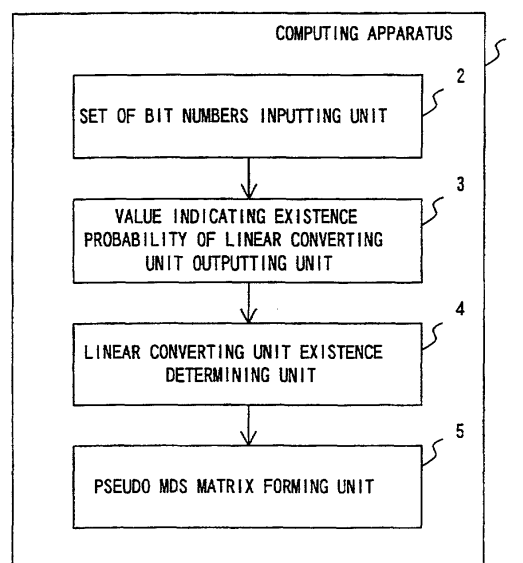 COMPUTING APPARATUS
2
SET OF BIT NUMBERS INPUTTING UNIT
3
VALUE INDICATING EXISTENCE
PROBABILITY OF LINEAR CONVERTING
UNIT OUTPUTTING UNIT
4
LINEAR CONVERTING UNIT EXISTENCE
DETERMINING UNIT
5
PSEUDO MDS MATRIX FORMING UNIT